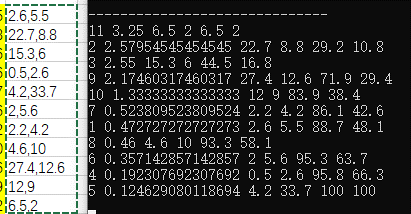 2.6,5.5
22.7,8.8
15.3,6
0.5,2.6
4.2,33.7
2,5.6
2.2,4.2
4.6,10
27.4,12.6
12,9
6.5,2
------------------------------
11 3.25 6.5 2 6.5 2
2 2.57954545454545 22.7 8.8 29.2 10.8
3 2.55 15.3 6 44.5 16.8
9 2.17460317460317 27.4 12.6 71.9 29.4
10 1.33333333333333 12 9 83.9 38.4
7 0.523809523809524 2.2 4.2 86.1 42.6
1 0.472727272727273 2.6 5.5 88.7 48.1
8 0.46 4.6 10 93.3 58.1
6 0.357142857142857 2 5.6 95.3 63.7
4 0.192307692307692 0.5 2.6 95.8 66.3
5 0.124629080118694 4.2 33.7 100 100